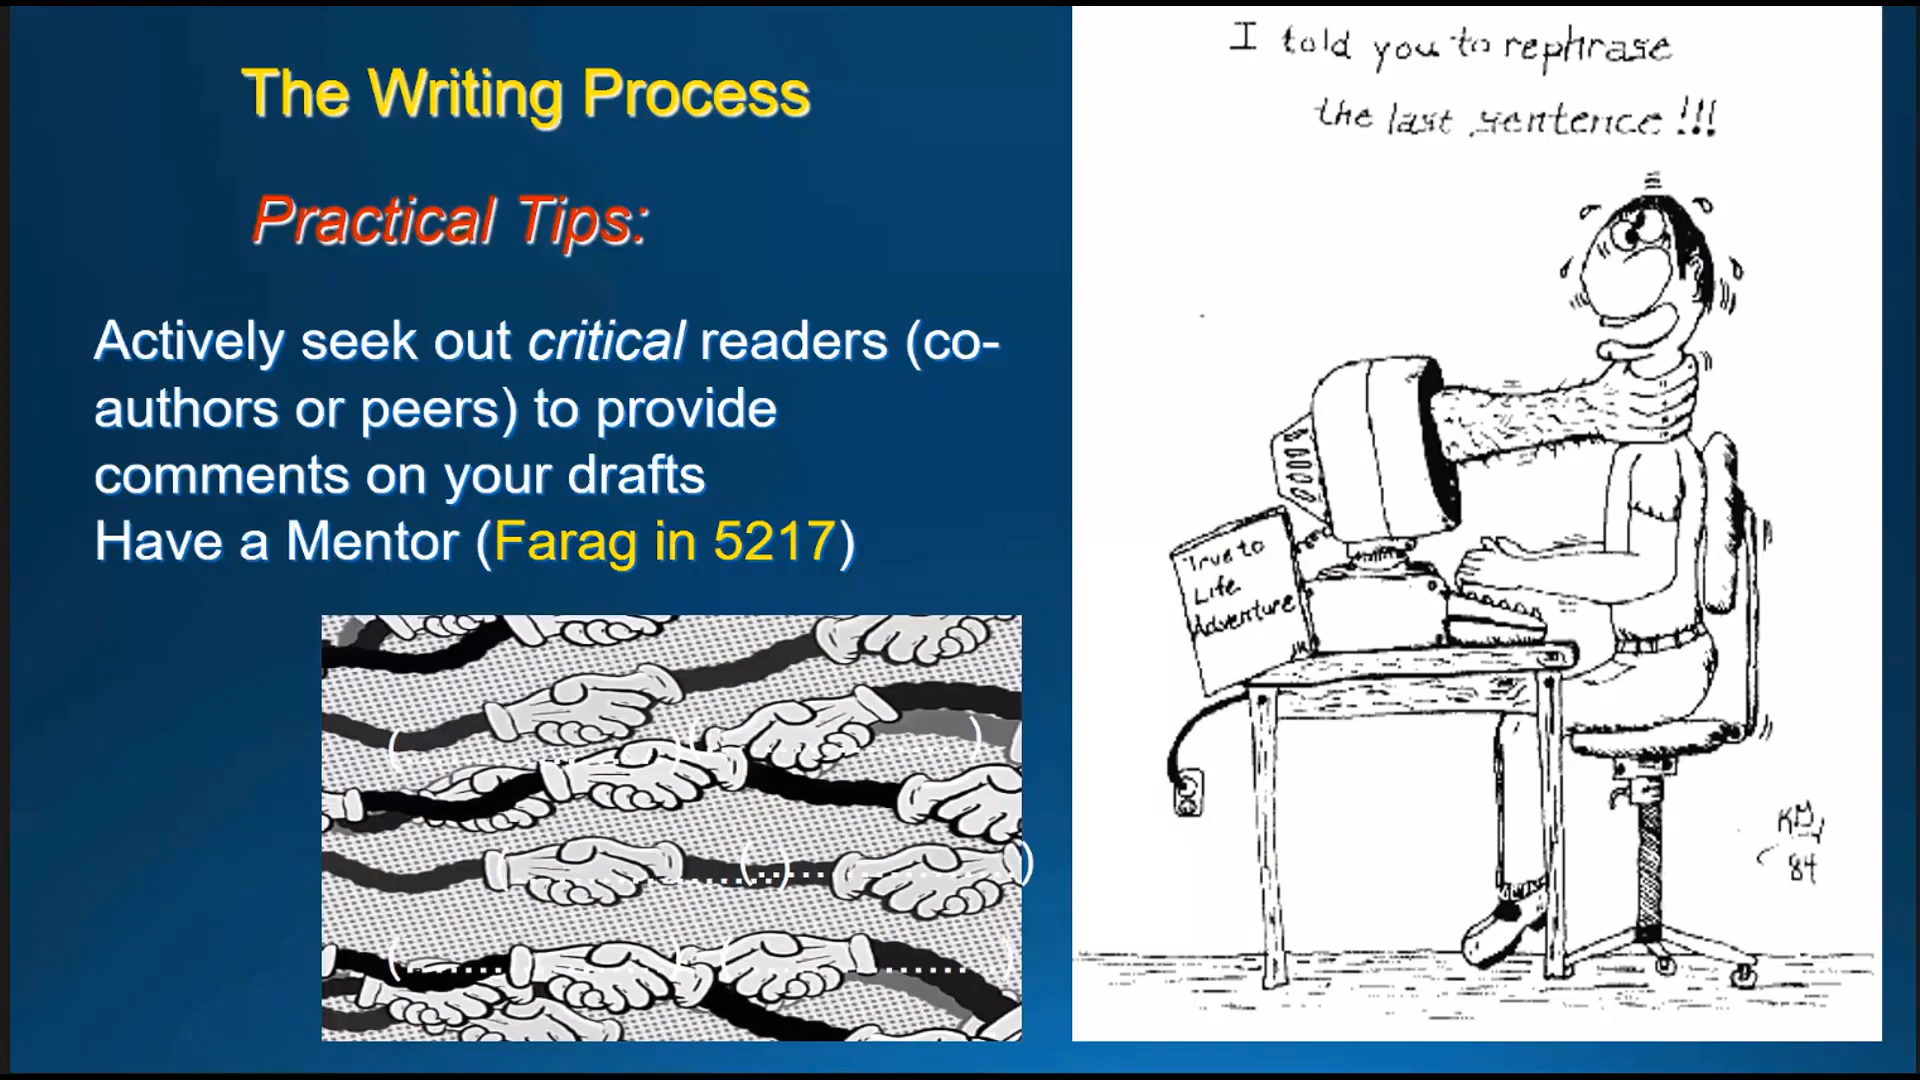 The Writing Process
Practical Tips:
Actively seek out critical readers (co-
authors or peers) to provide
comments on your drafts
Have a Mentor (Farag in 5217)
I told you to rephrase
the last sentence!!!
True to
Life
Adventure
84